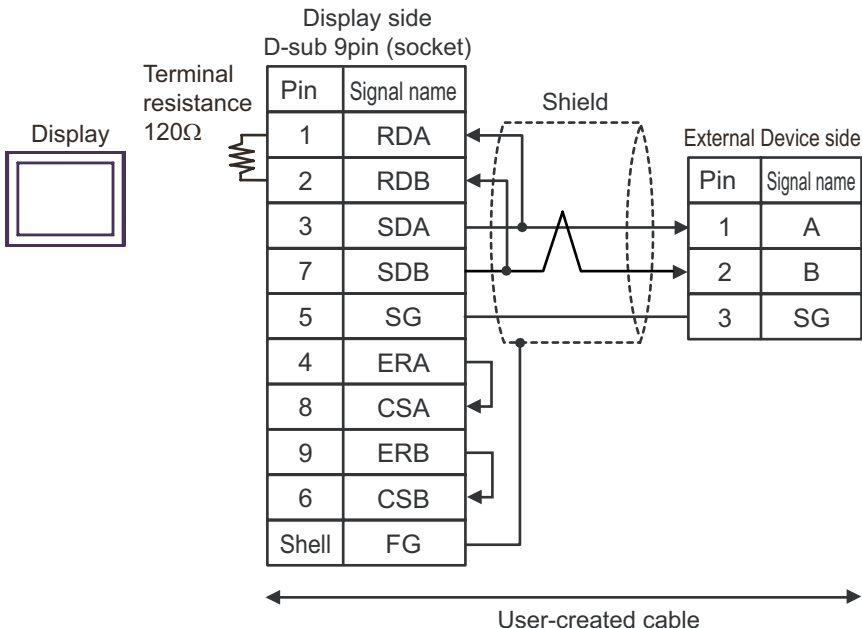 Display side
D-sub 9pin (socket)
Terminal
resistance
120Ω
Display
Shield
External Device side
Pin Signal name
1 RDA
2 RDB
3 SDA
7 SDB
5 SG
4 ERA
8 CSA
9 ERB
6 CSB
Shell FG
Pin Signal name
1 A
2 B
3 SG
User-created cable